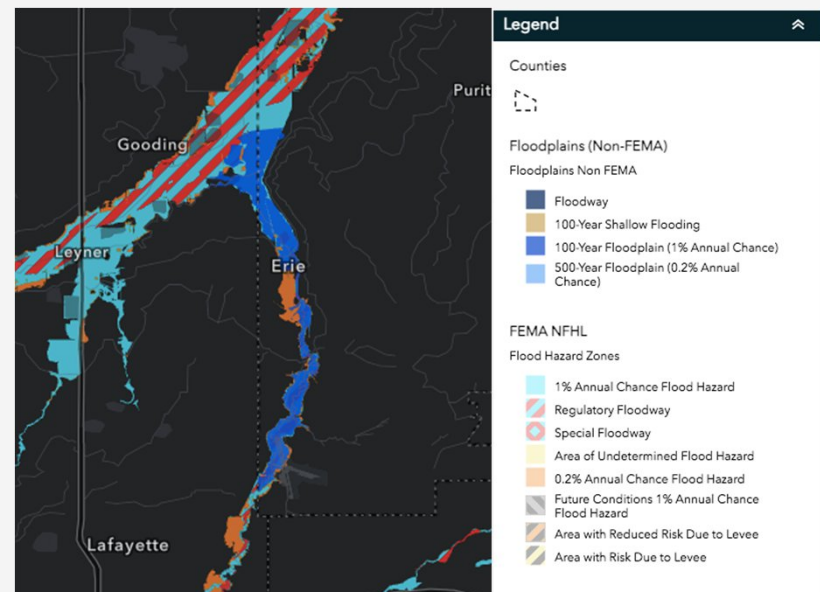 Legend
Counties
Purit
Gooding
Floodplains (Non-FEMA)
Floodplains Non FEMA
Floodway
100-Year Shallow Flooding
100-Year Floodplain (1% Annual Chance)
500-Year Floodplain (0.2% Annual
Chance)
Leyner
Erie
FEMA NFHL
Flood Hazard Zones
1% Annual Chance Flood Hazard
Regulatory Floodway
Special Floodway
Area of Undetermined Flood Hazard
0.2% Annual Chance Flood Hazard
Future Conditions 1% Annual Chance
Flood Hazard
Area with Reduced Risk Due to Levee
Area with Risk Due to Levee
Lafayette